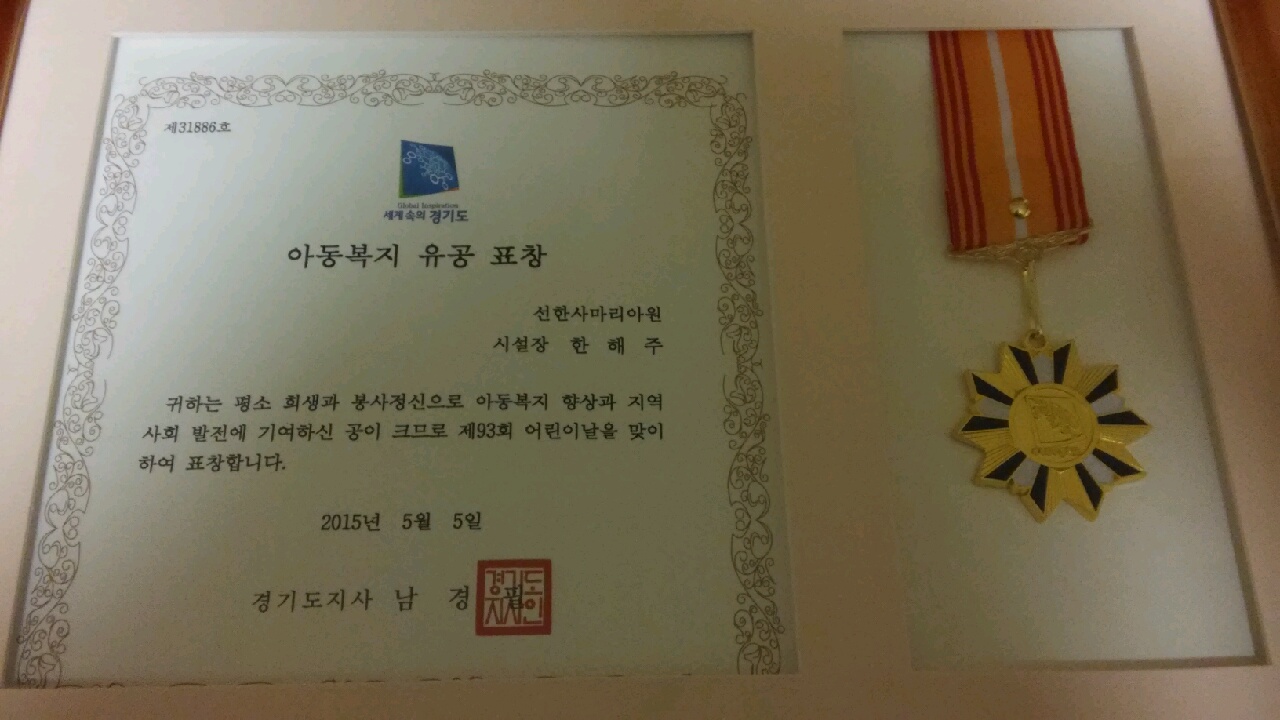 제31886호
Global Inspiration
세계 속의 경기도
아동복지 유공 표창
선한사마리아원
시설장 한 해 주
귀하는 평소 희생과 봉사정신으로 아동복지 향상과 지역
사회 발전에 기여하신 공이 크므로 제93회 어린이날을 맞이
하여 표창합니다.
2015년 5월 5일
경기도지사 남 경 필
경기도
지사인